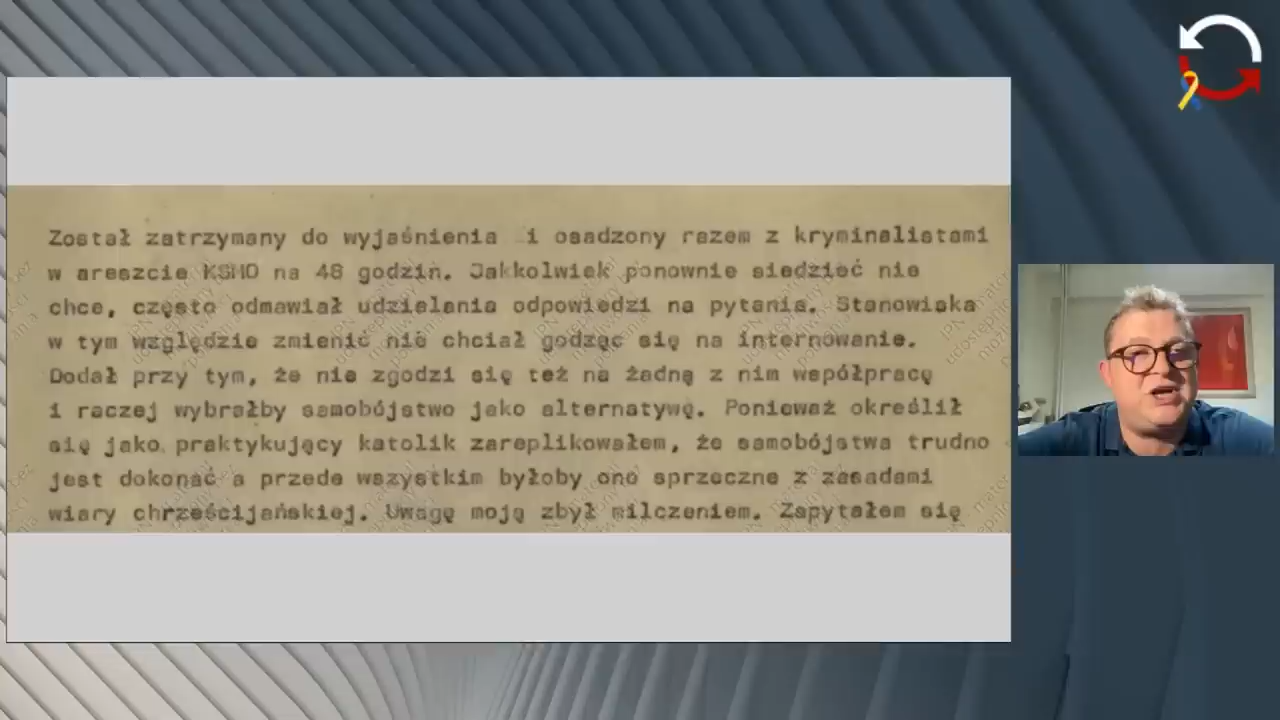 Został zatrzymany do wyjaśnienia i osadzony razem z kryminalistami
w areszcie KSMO na 48 godzin. Jakkolwiek ponownie siedzieć nie
chce, często odmawiał udzielania odpowiedzi na pytania. Stanowiska
w tym względzie zmienić nie chciał godząc się na internowanie.
Dodał przy tym, że nie zgodzi się też na żadną z nim współpracę
i raczej wybrałby samobójstwo jako alternatywę. Ponieważ określił
się jako praktykujący katolik zareplikowałem, że samobójstwa trudno
jest dokonać a przede wszystkim byłoby ono sprzeczne z zasadami
wiary chrześcijańskiej. Uwagę moją zbył milczeniem. Zapytałem się